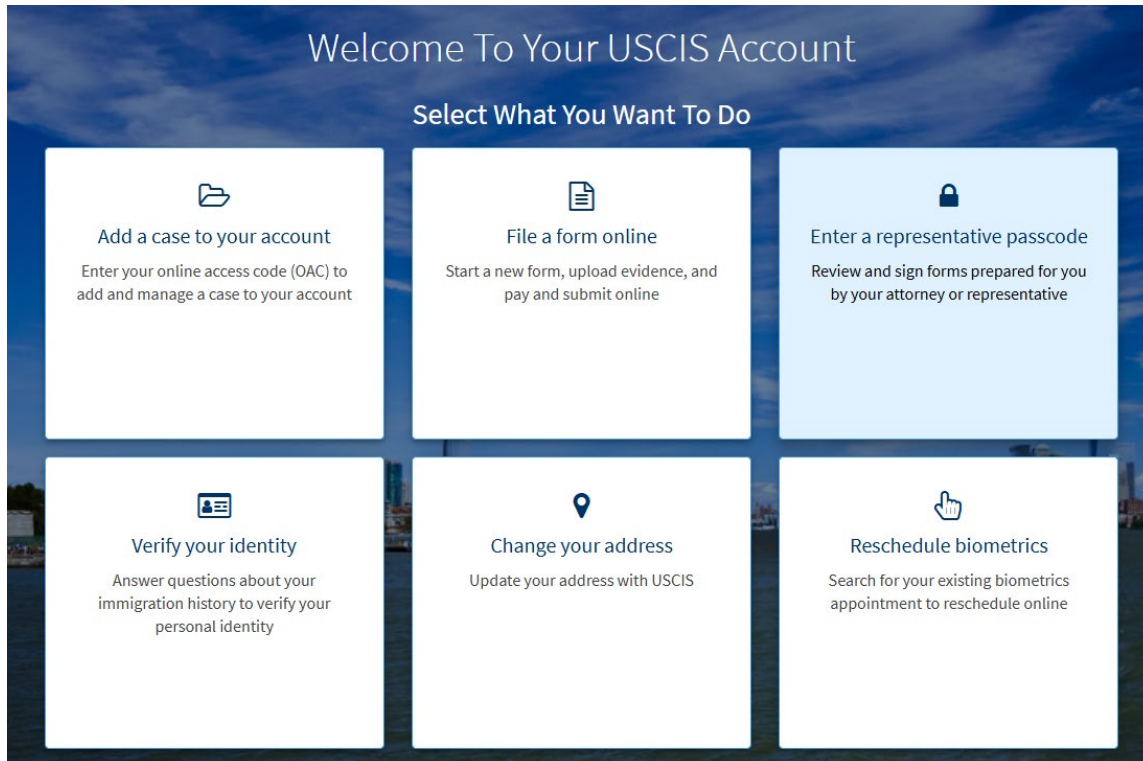 Welcome To Your USCIS Account
Select What You Want To Do
Add a case to your account
Enter your online access code (OAC) to
add and manage a case to your account
File a form online
Start a new form, upload evidence, and
pay and submit online
Enter a representative passcode
Review and sign forms prepared for you
by your attorney or representative
Verify your identity
Answer questions about your
immigration history to verify your
personal identity
Change your address
Update your address with USCIS
Reschedule biometrics
Search for your existing biometrics
appointment to reschedule online